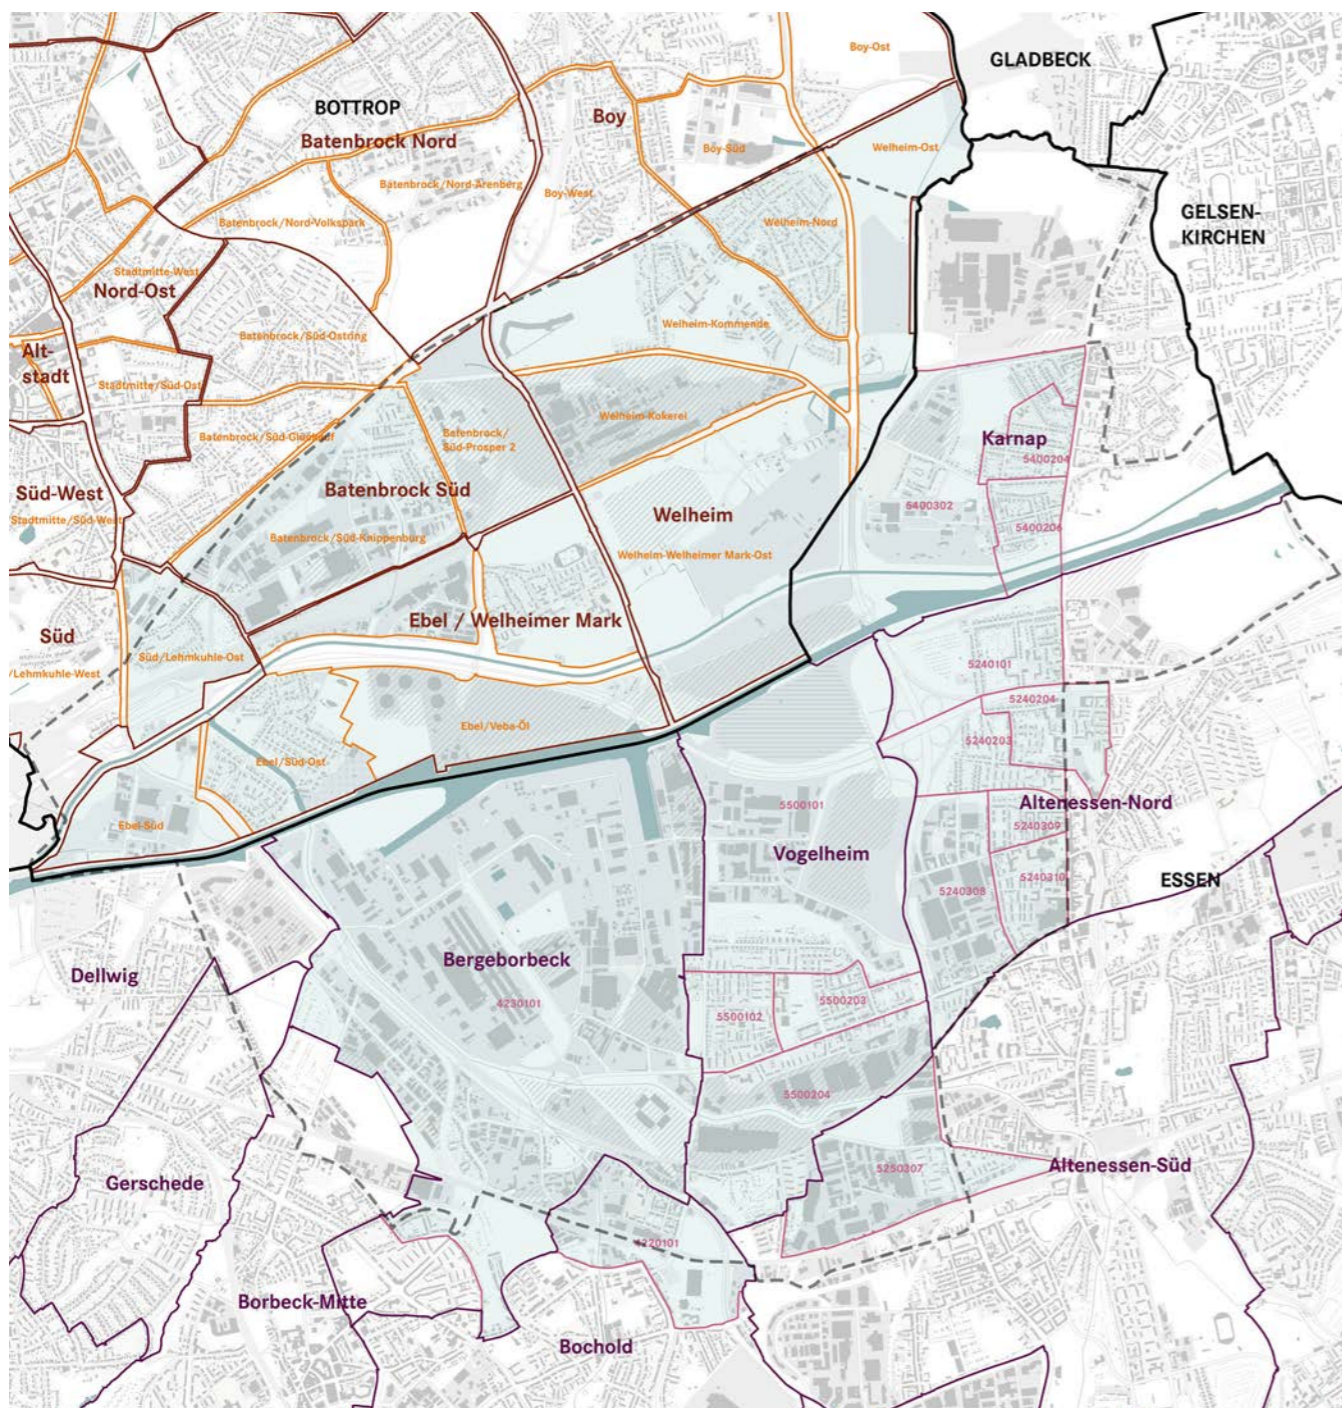 Boy-Ost
GLADBECK
BOTTROP
Boy
Batenbrock Nord
Boy-Süd
Welheim-Ost
Batenbrock/Nord-Arenberg
Boy-West
GELSEN-
KIRCHEN
Batenbrock/Nord-Volkspark
Welheim-Nord
Stadtmitte-West
Nord-Ost
Welheim-Kommende
Batenbrock/Süd-Ostring
Alt-
stadt
Stadtmitte/Süd-Ost
Welheim-Kokerei
Batenbrock/Süd-Glückauf
Batenbrock/
Süd-Prosper 2
Karnap
5400204
Süd-West
Batenbrock Süd
5400302
Stadtmitte/Süd-West
Welheim
5400206
Batenbrock/Süd-Knippenburg
Welheim-Welheimer Mark-Ost
Ebel / Welheimer Mark
Süd
Süd/Lehmkuhle-Ost
/Lehmkuhle-West
5240101
5240204
Ebel/Veba-Öl
5240203
Ebel/Süd-Ost
5500101
Altenessen-Nord
Ebel-Süd
5240309
Vogelheim
5240310
ESSEN
5240308
Bergeborbeck
Dellwig
4230101
5500203
5500102
5500204
Altenessen-Süd
5250307
Gerschede
4220101
Borbeck-Mitte
Bochold